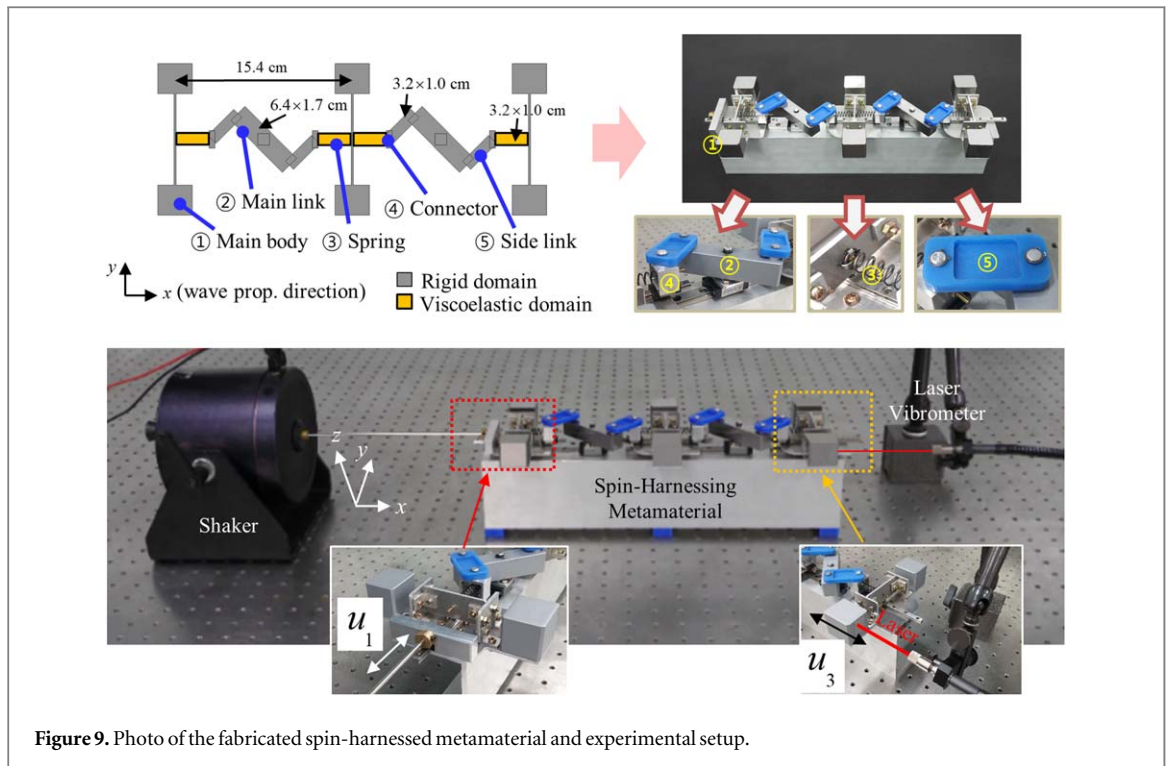 15.4 cm
6.4×1.7 cm
3.2×1.0 cm
3.2×1.0 cm
② Main link
④ Connector
① Main body
③ Spring
⑤ Side link
y
x (wave prop. direction)
Rigid domain
Viscoelastic domain
①
②
④
③
⑤
Laser
Vibrometer
z
y
x
Shaker
Spin-Harnessing
Metamaterial
u1
Laser
u3
Figure 9. Photo of the fabricated spin-harnessed metamaterial and experimental setup.